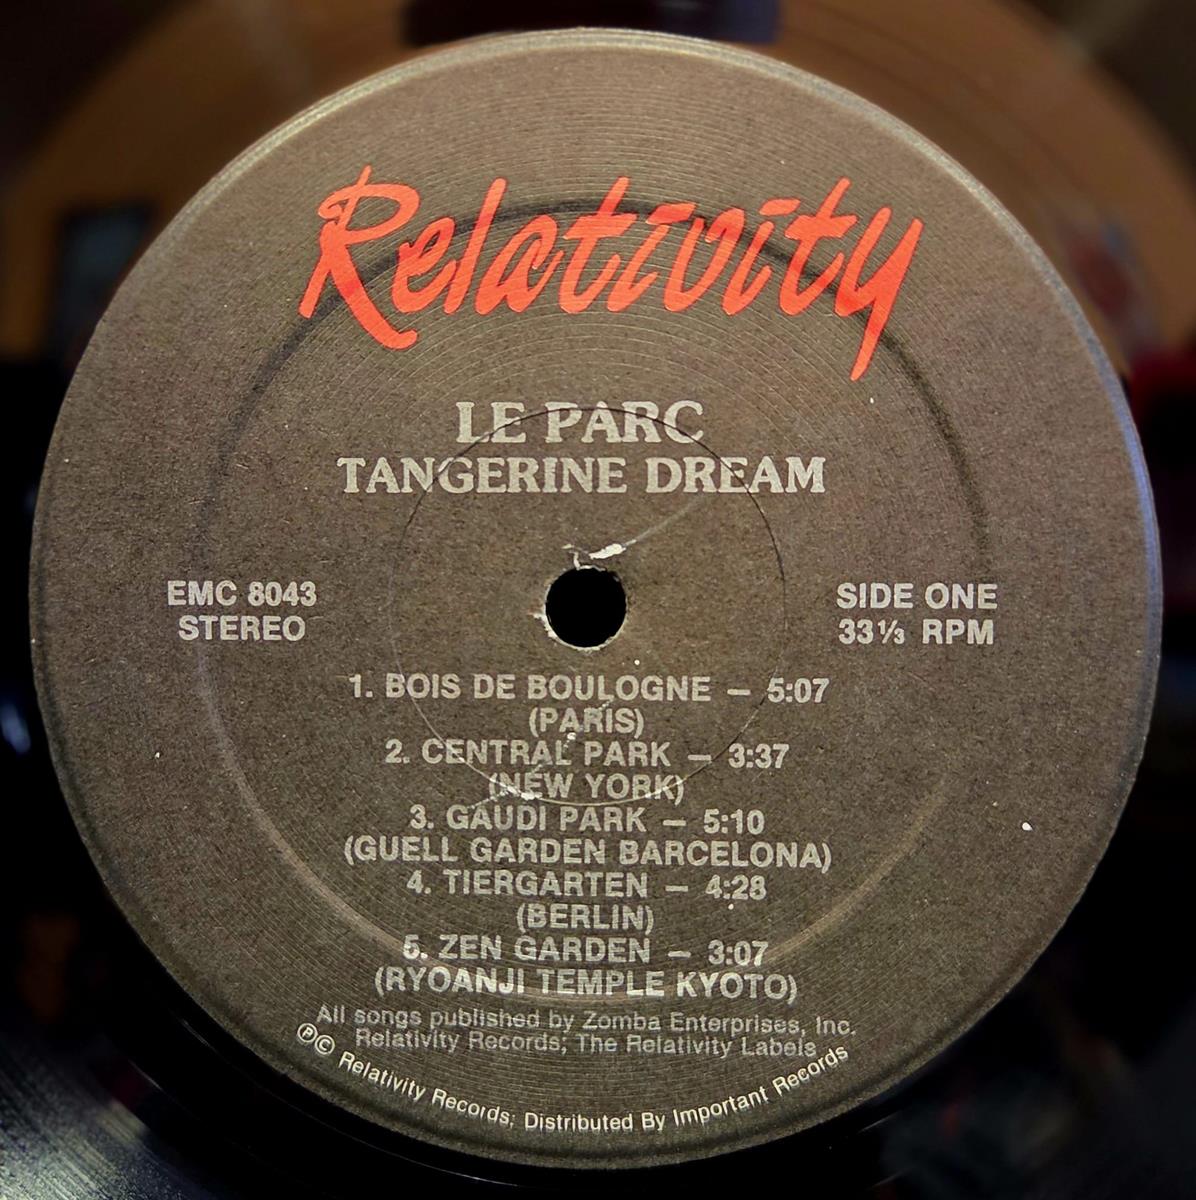 Relativity
LE PARC
TANGERINE DREAM
EMC 8043
STEREO
SIDE ONE
33⅓ RPM
1. BOIS DE BOULOGNE — 5:07
(PARIS)
2. CENTRAL PARK — 3:37
(NEW YORK)
3. GAUDI PARK — 5:10
(GUELL GARDEN BARCELONA)
4. TIERGARTEN — 4:28
(BERLIN)
5. ZEN GARDEN — 3:07
(RYOANJI TEMPLE KYOTO)
All songs published by Zomba Enterprises, Inc.
Relativity Records; The Relativity Labels
℗© Relativity Records; Distributed By Important Records